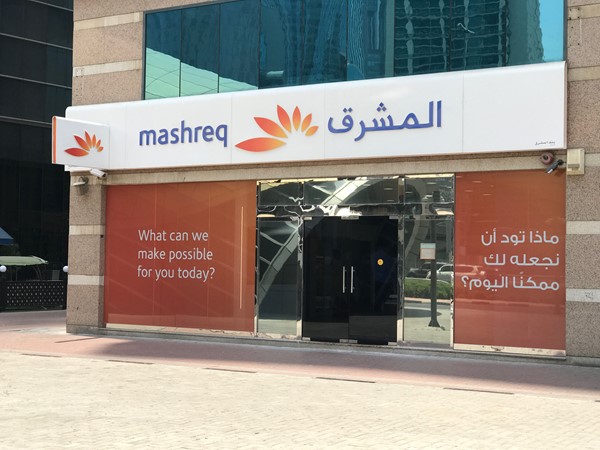 mashreq
المشرق
What can we
make possible
for you today?
ماذا تود أن
نجعله لك
ممكنًا اليوم؟